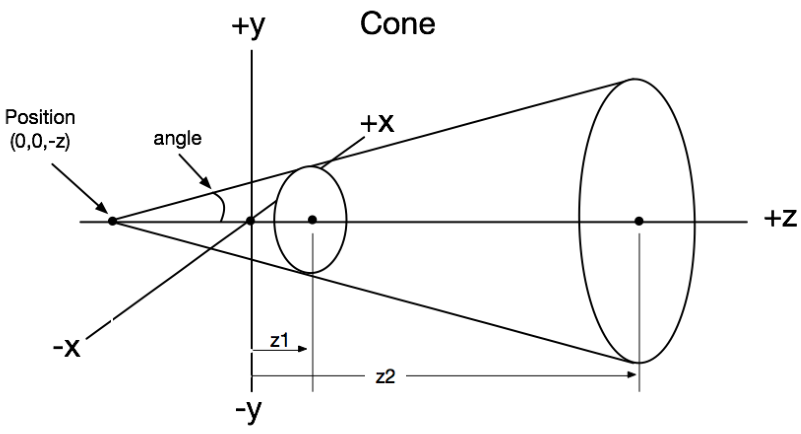 +y
Cone
Position
(0,0,-z)
angle
+x
+z
-x
z1
z2
-y